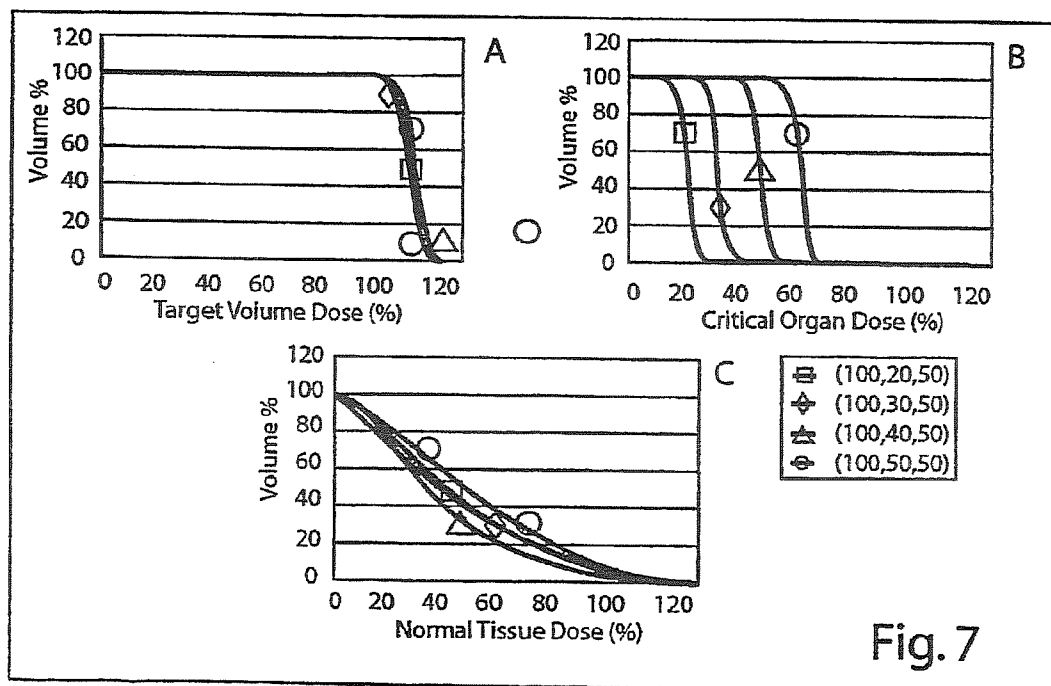 A
120
100
80
60
40
20
0
Volume %
0 20 40 60 80 100 120
Target Volume Dose (%)
B
120
100
80
60
40
20
0
Volume %
0 20 40 60 80 100 120
Critical Organ Dose (%)
C
120
100
80
60
40
20
0
Volume %
0 20 40 60 80 100 120
Normal Tissue Dose (%)
(100,20,50)
(100,30,50)
(100,40,50)
(100,50,50)
Fig. 7